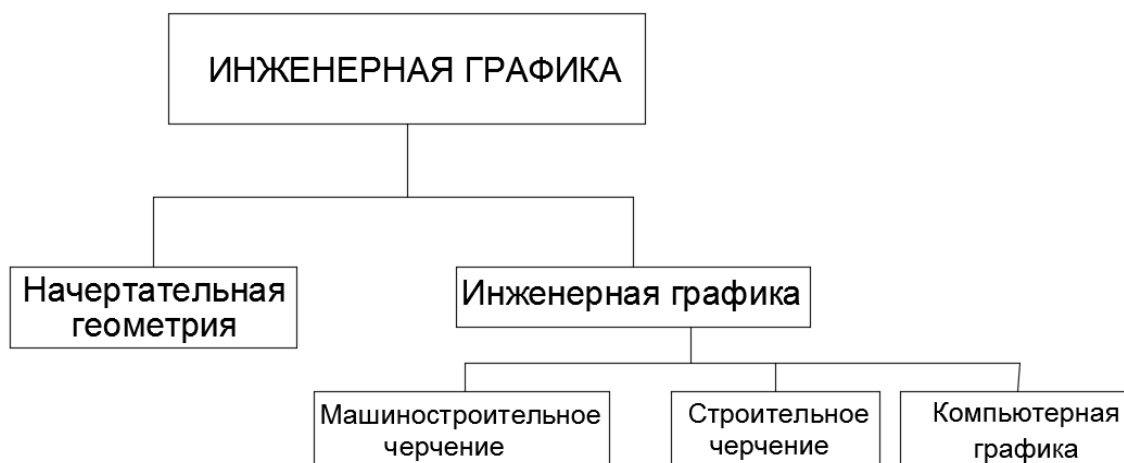 ИНЖЕНЕРНАЯ ГРАФИКА
Начертательная
геометрия
Инженерная графика
Машиностроительное
черчение
Строительное
черчение
Компьютерная
графика